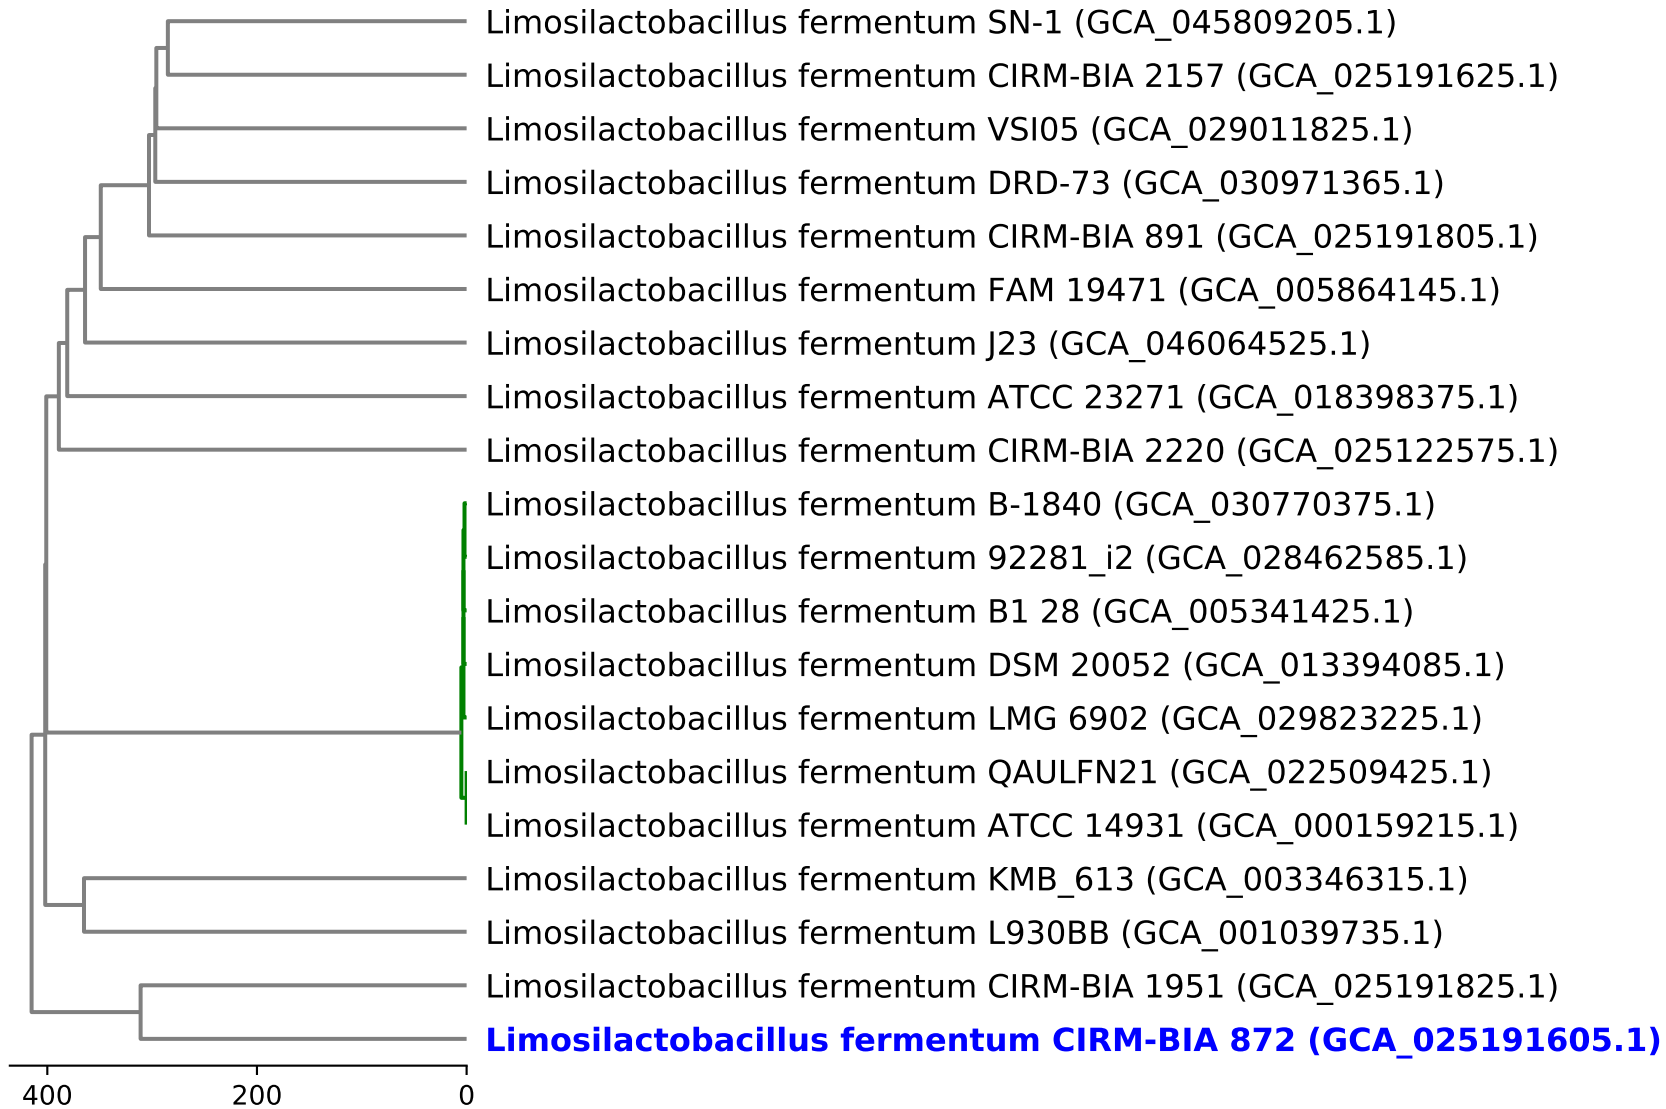 Limosilactobacillus fermentum SN-1 (GCA_045809205.1)
Limosilactobacillus fermentum CIRM-BIA 2157 (GCA_025191625.1)
Limosilactobacillus fermentum VSI05 (GCA_029011825.1)
Limosilactobacillus fermentum DRD-73 (GCA_030971365.1)
Limosilactobacillus fermentum CIRM-BIA 891 (GCA_025191805.1)
Limosilactobacillus fermentum FAM 19471 (GCA_005864145.1)
Limosilactobacillus fermentum J23 (GCA_046064525.1)
Limosilactobacillus fermentum ATCC 23271 (GCA_018398375.1)
Limosilactobacillus fermentum CIRM-BIA 2220 (GCA_025122575.1)
Limosilactobacillus fermentum B-1840 (GCA_030770375.1)
Limosilactobacillus fermentum 92281_i2 (GCA_028462585.1)
Limosilactobacillus fermentum B1 28 (GCA_005341425.1)
Limosilactobacillus fermentum DSM 20052 (GCA_013394085.1)
Limosilactobacillus fermentum LMG 6902 (GCA_029823225.1)
Limosilactobacillus fermentum QAULFN21 (GCA_022509425.1)
Limosilactobacillus fermentum ATCC 14931 (GCA_000159215.1)
Limosilactobacillus fermentum KMB_613 (GCA_003346315.1)
Limosilactobacillus fermentum L930BB (GCA_001039735.1)
Limosilactobacillus fermentum CIRM-BIA 1951 (GCA_025191825.1)
Limosilactobacillus fermentum CIRM-BIA 872 (GCA_025191605.1)
400 200 0